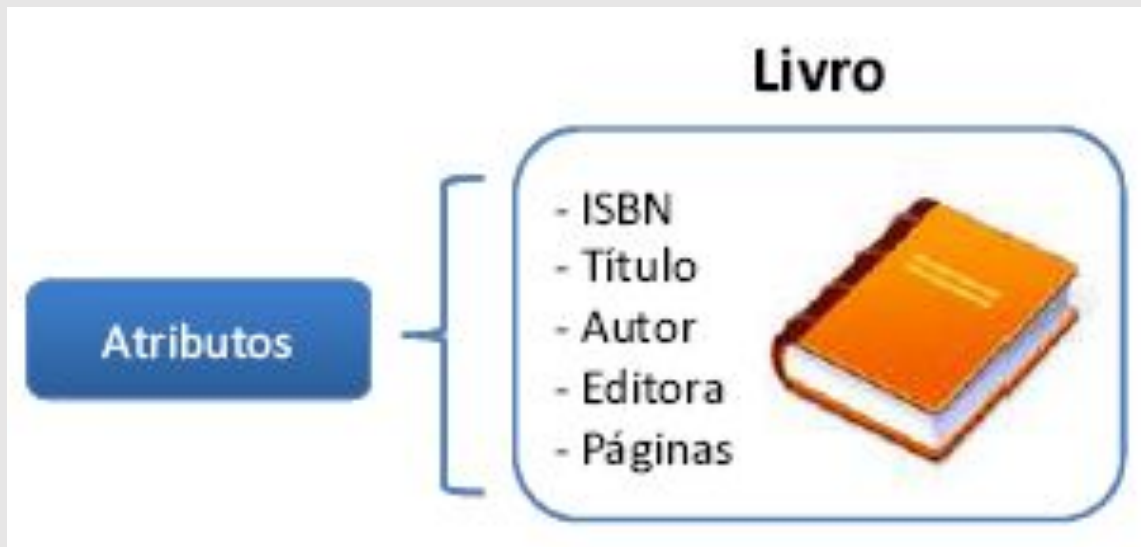 Livro
- ISBN
- Título
- Autor
- Editora
- Páginas
Atributos